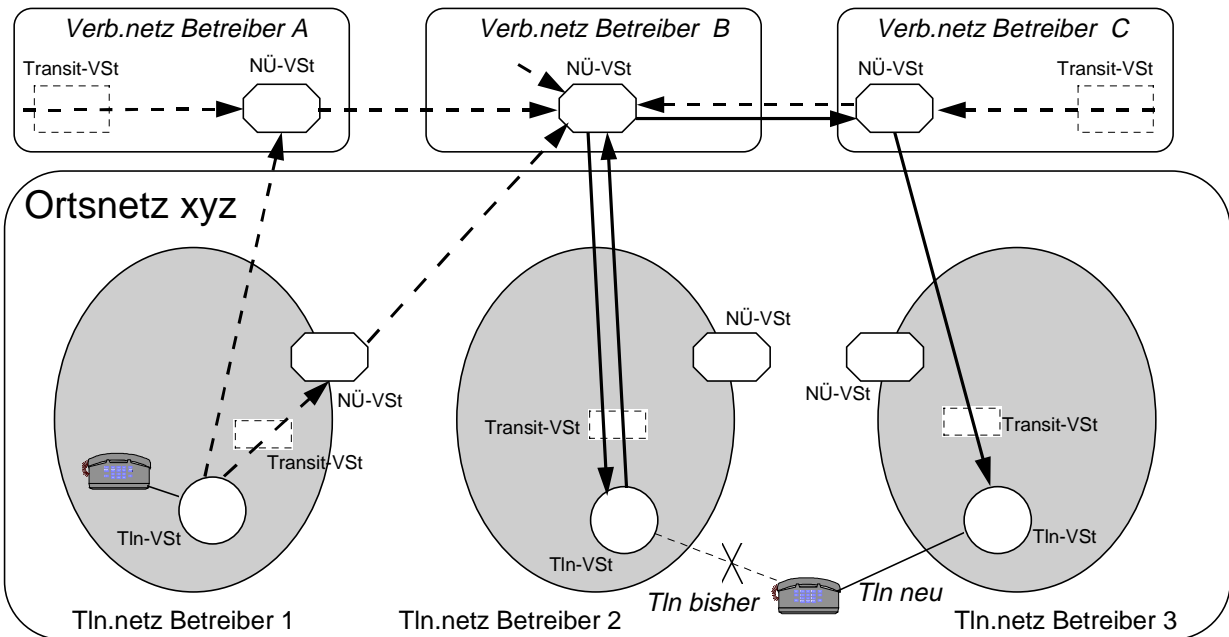 Verb.netz Betreiber A
Verb.netz Betreiber B
Verb.netz Betreiber C
Transit-VSt
NÜ-VSt
NÜ-VSt
NÜ-VSt
Transit-VSt
Ortsnetz xyz
NÜ-VSt
NÜ-VSt
NÜ-VSt
Transit-VSt
Transit-VSt
Transit-VSt
Tln-VSt
Tln-VSt
Tln-VSt
Tln bisher
Tln neu
Tln.netz Betreiber 1
Tln.netz Betreiber 2
Tln.netz Betreiber 3